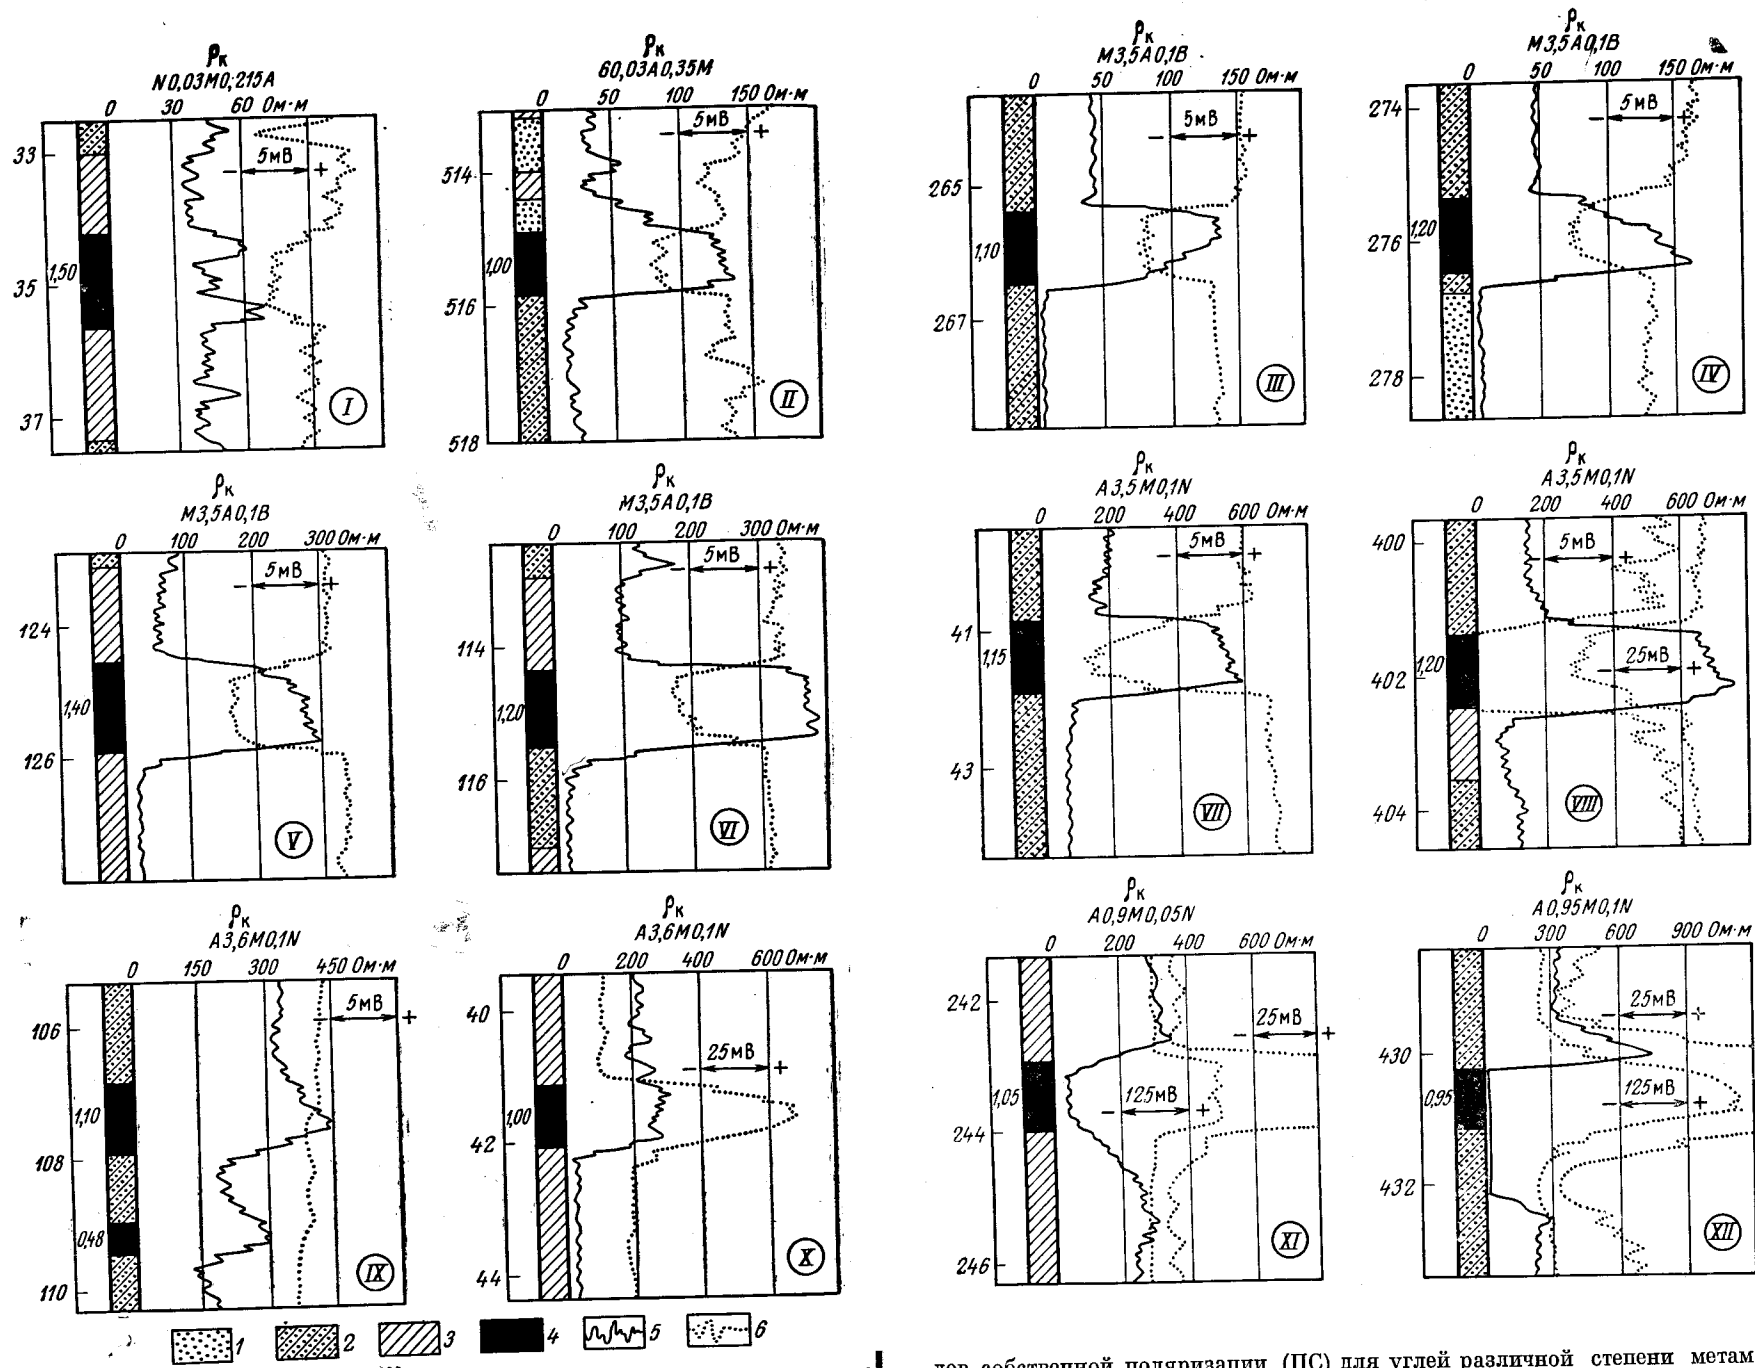 ρк
N0,03M0,215A
0 30 60 Ом·м
5мВ
- +
33
35
37
1,50
I
ρк
Б0,03A0,35M
0 50 100 150 Ом·м
5мВ
- +
514
516
518
1,00
II
ρк
M3,5A0,1B
0 50 100 150 Ом·м
5мВ
- +
265
267
1,10
III
ρк
M3,5A0,1B
0 50 100 150 Ом·м
5мВ
- +
274
276
278
1,20
IV
ρк
M3,5A0,1B
0 100 200 300 Ом·м
5мВ
- +
124
126
1,40
V
ρк
M3,5A0,1B
0 100 200 300 Ом·м
5мВ
- +
114
116
1,20
VI
ρк
A3,5M0,1N
0 200 400 600 Ом·м
5мВ
- +
41
43
1,15
VII
ρк
A3,5M0,1N
0 200 400 600 Ом·м
5мВ
- +
25мВ
- +
400
402
404
1,20
VIII
ρк
A3,6M0,1N
0 150 300 450 Ом·м
5мВ
- +
106
108
110
1,10
0,48
IX
ρк
A3,6M0,1N
0 200 400 600 Ом·м
25мВ
- +
40
42
44
1,00
X
ρк
A0,9M0,05N
0 200 400 600 Ом·м
25мВ
- +
125мВ
- +
242
244
246
1,05
XI
ρк
A0,95M0,1N
0 300 600 900 Ом·м
25мВ
- +
125мВ
- +
430
432
0,95
XII
1 2 3 4 5 6
лов собственной поляризации (ПС) для углей различной степени метам